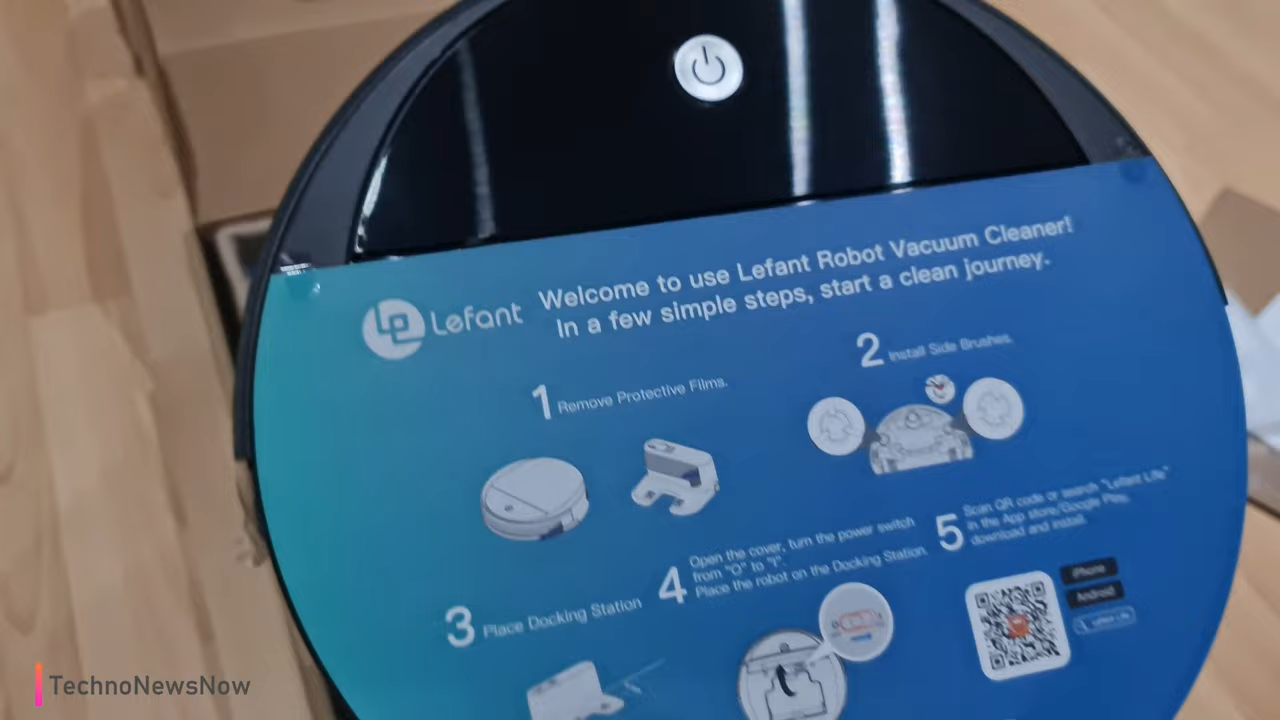 Lefant
Welcome to use Lefant Robot Vacuum Cleaner!
In a few simple steps, start a clean journey.
1 Remove Protective Films.
2 Install Side Brushes.
3 Place Docking Station
4 Open the cover, turn the power switch
from "O" to "I".
Place the robot on the Docking Station
5 Scan QR code or search "Lefant Life"
in the App store/Google Play,
download and install.
iPhone
Android
Lefant Life
TechnoNewsNow